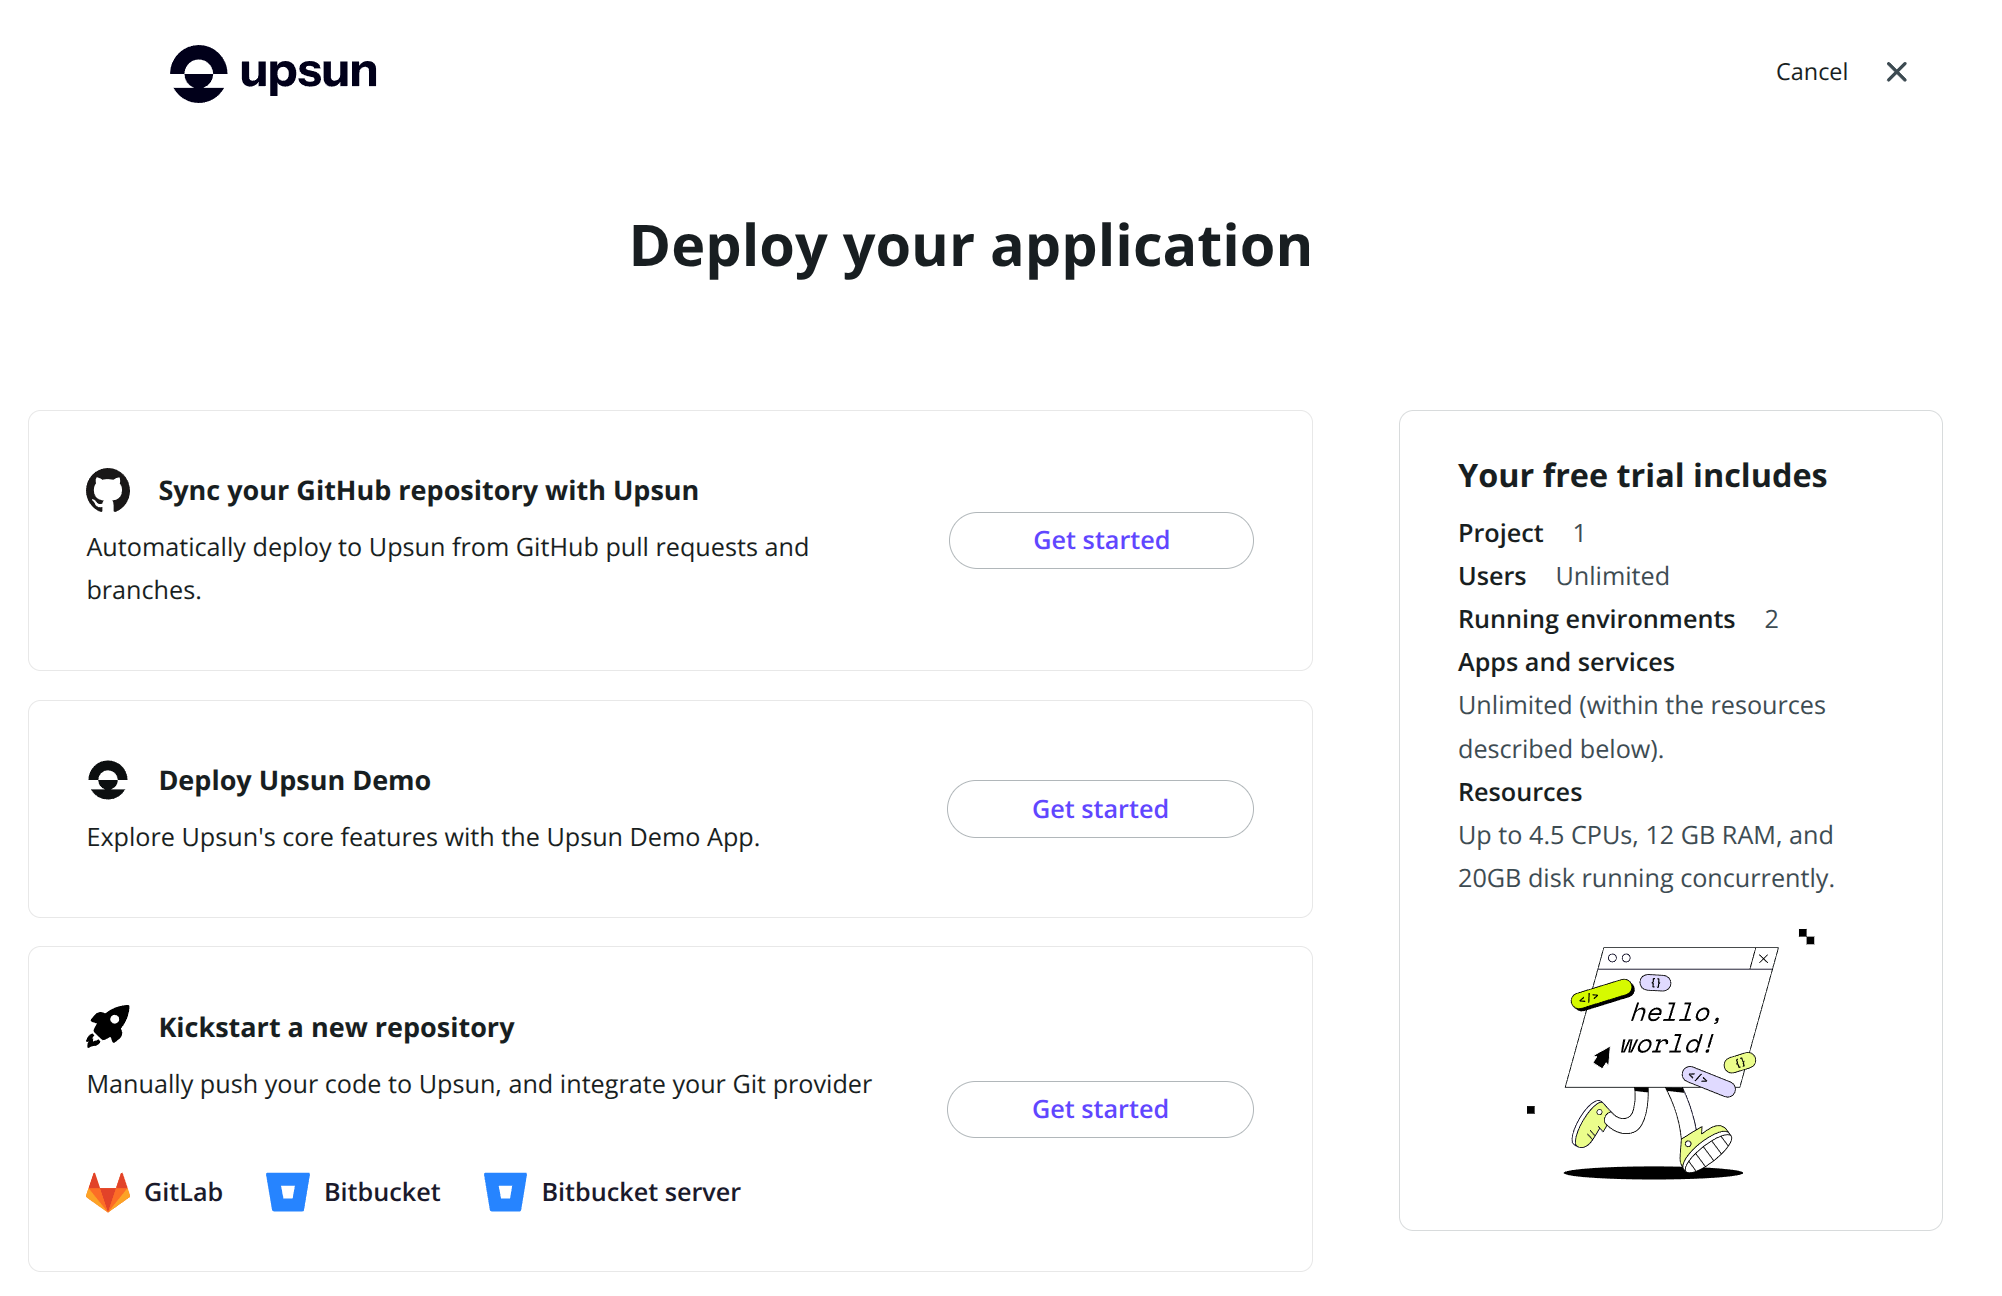 upsun
Cancel
Deploy your application
Sync your GitHub repository with Upsun
Automatically deploy to Upsun from GitHub pull requests and
branches.
Get started
Deploy Upsun Demo
Explore Upsun's core features with the Upsun Demo App.
Get started
Kickstart a new repository
Manually push your code to Upsun, and integrate your Git provider
Get started
GitLab Bitbucket Bitbucket server
Your free trial includes
Project 1
Users Unlimited
Running environments 2
Apps and services
Unlimited (within the resources
described below).
Resources
Up to 4.5 CPUs, 12 GB RAM, and
20GB disk running concurrently.
{}
</>
hello,
world!
{}
</>